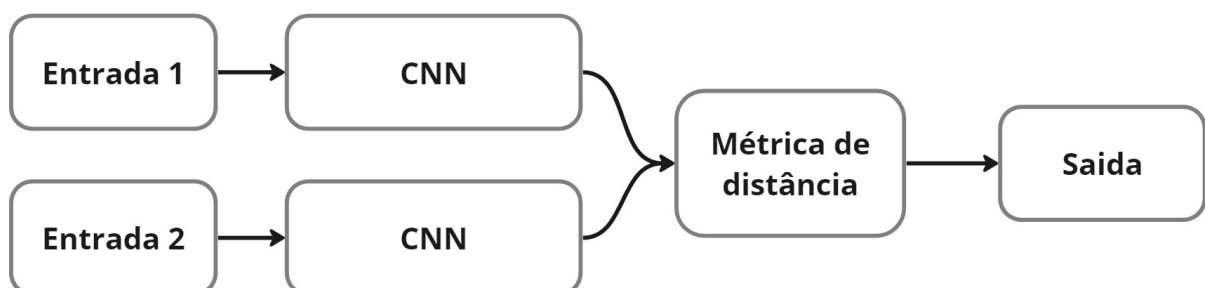 Entrada 1
CNN
Entrada 2
CNN
Métrica de
distância
Saida